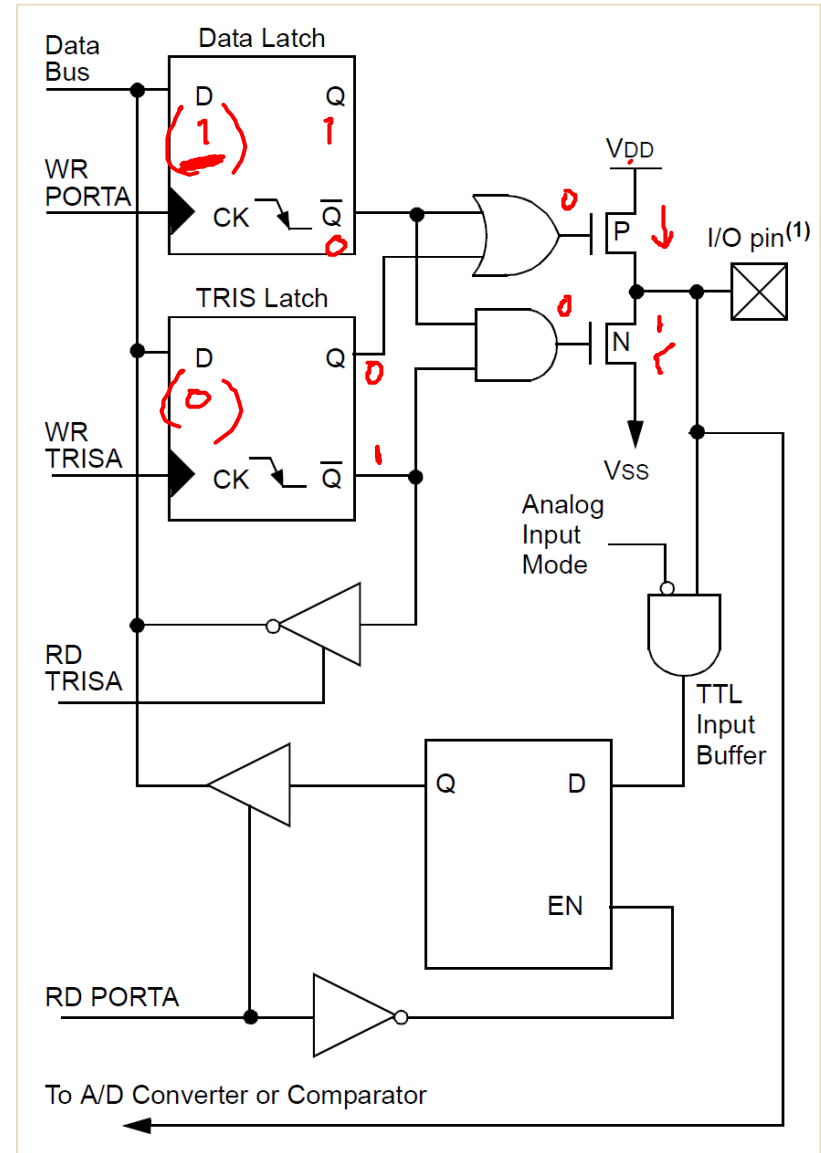 Data Latch
Data
Bus
D
Q
(1)
1
WR
PORTA
CK
Q
0
0
VDD
P
I/O pin(1)
TRIS Latch
D
Q
(0)
0
0
N
WR
TRISA
CK
Q
1
VSS
Analog
Input
Mode
RD
TRISA
TTL
Input
Buffer
Q
D
EN
RD PORTA
To A/D Converter or Comparator